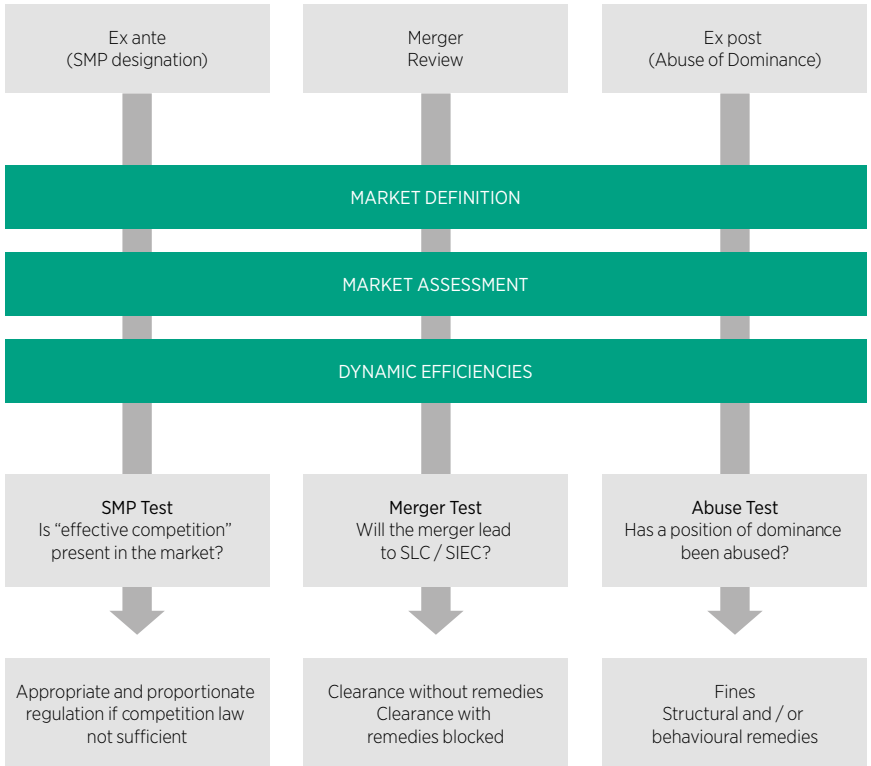 Ex ante
(SMP designation)
Merger
Review
Ex post
(Abuse of Dominance)
MARKET DEFINITION
MARKET ASSESSMENT
DYNAMIC EFFICIENCIES
SMP Test
Is “effective competition”
present in the market?
Merger Test
Will the merger lead
to SLC / SIEC?
Abuse Test
Has a position of dominance
been abused?
Appropriate and proportionate
regulation if competition law
not sufficient
Clearance without remedies
Clearance with
remedies blocked
Fines
Structural and / or
behavioural remedies